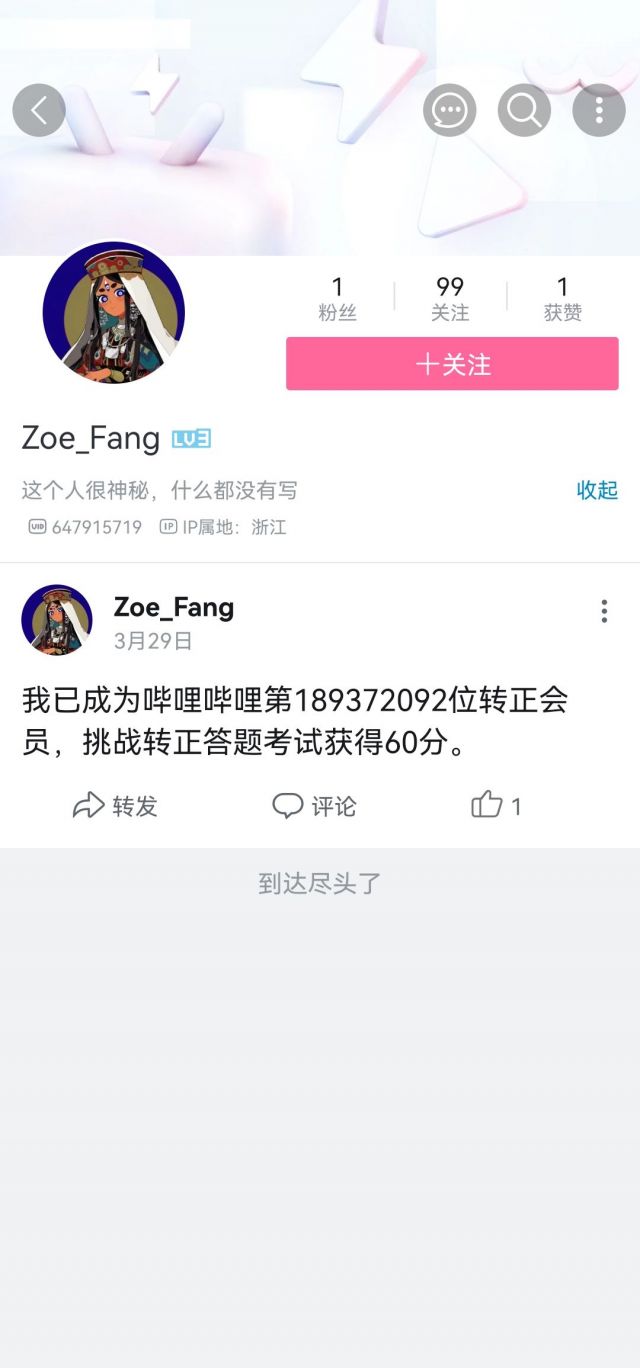 1
99
1
粉丝
关注
获赞
+关注
Zoe_Fang LV3
这个人很神秘，什么都没有写
收起
UID 647915719 IP IP属地：浙江
Zoe_Fang
3月29日
我已成为哔哩哔哩第189372092位转正会
员，挑战转正答题考试获得60分。
转发
评论
1
到达尽头了